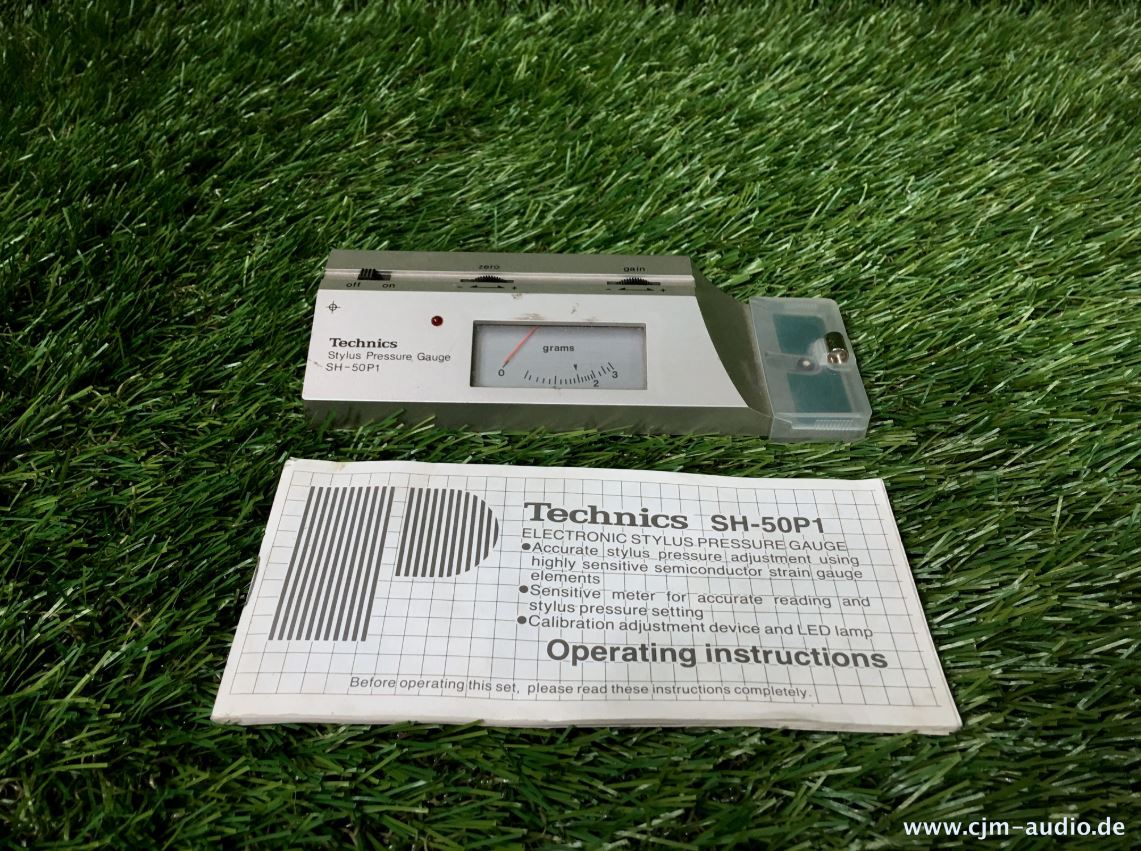 zero
gain
off on
- +
- +
Technics
Stylus Pressure Gauge
SH-50P1
grams
0
2
3
Technics SH-50P1
ELECTRONIC STYLUS PRESSURE GAUGE
●Accurate stylus pressure adjustment using
highly sensitive semiconductor strain gauge
elements
●Sensitive meter for accurate reading and
stylus pressure setting
●Calibration adjustment device and LED lamp
Operating instructions
Before operating this set, please read these instructions completely.
www.cjm-audio.de